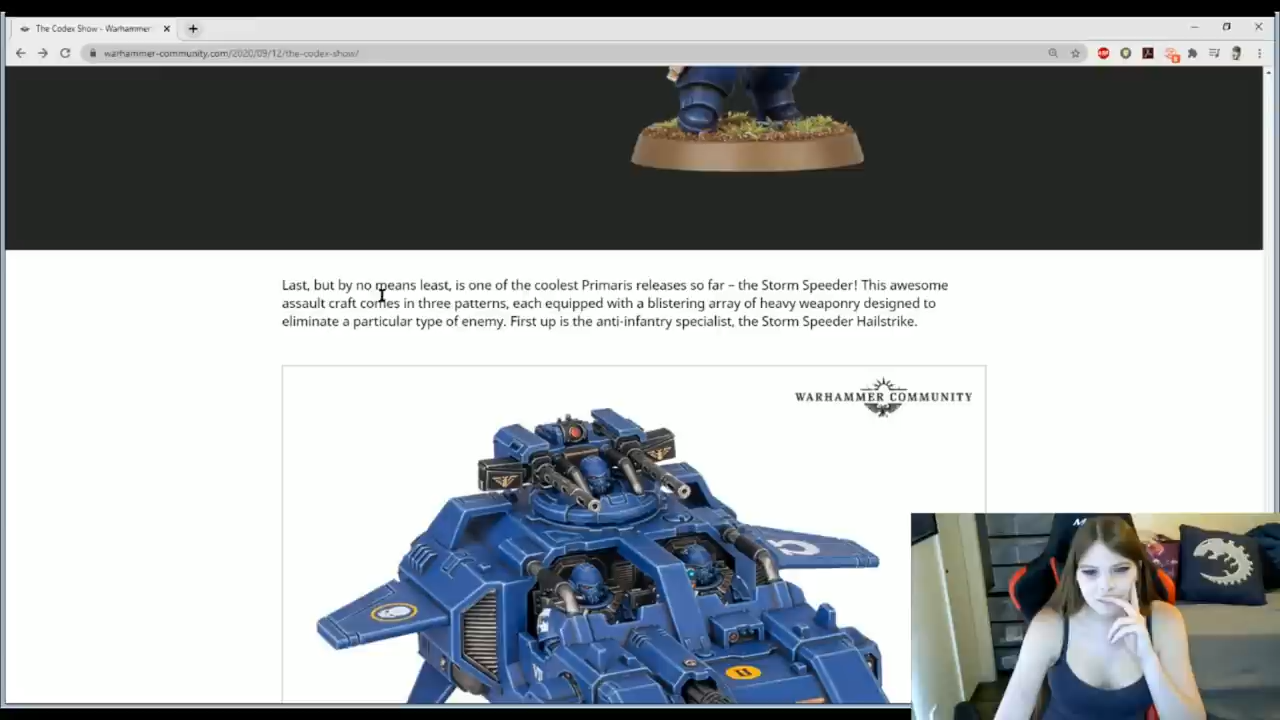 The Codex Show - Warhammer
warhammer-community.com/2020/09/12/the-codex-show/
Last, but by no means least, is one of the coolest Primaris releases so far – the Storm Speeder! This awesome
assault craft comes in three patterns, each equipped with a blistering array of heavy weaponry designed to
eliminate a particular type of enemy. First up is the anti-infantry specialist, the Storm Speeder Hailstrike.
WARHAMMER COMMUNITY